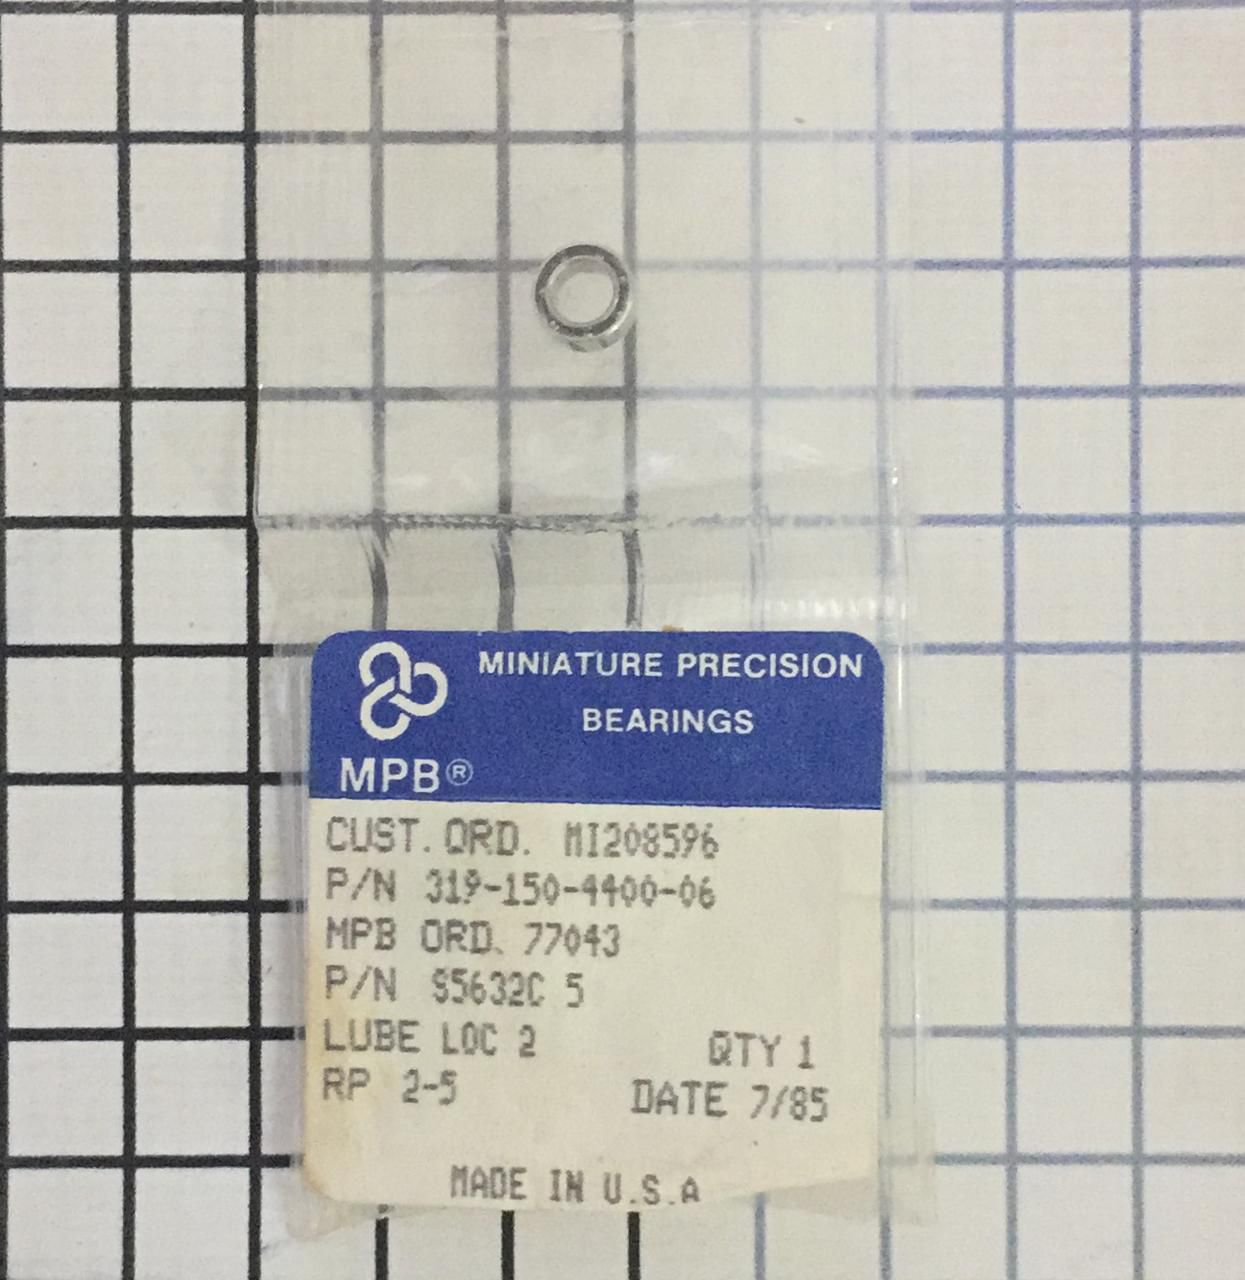 MINIATURE PRECISION
BEARINGS
MPB®
CUST. ORD. MI208596
P/N 319-150-4400-06
MPB ORD. 77043
P/N S5632C 5
LUBE LOC 2 QTY 1
RP 2-5 DATE 7/85
MADE IN U.S.A